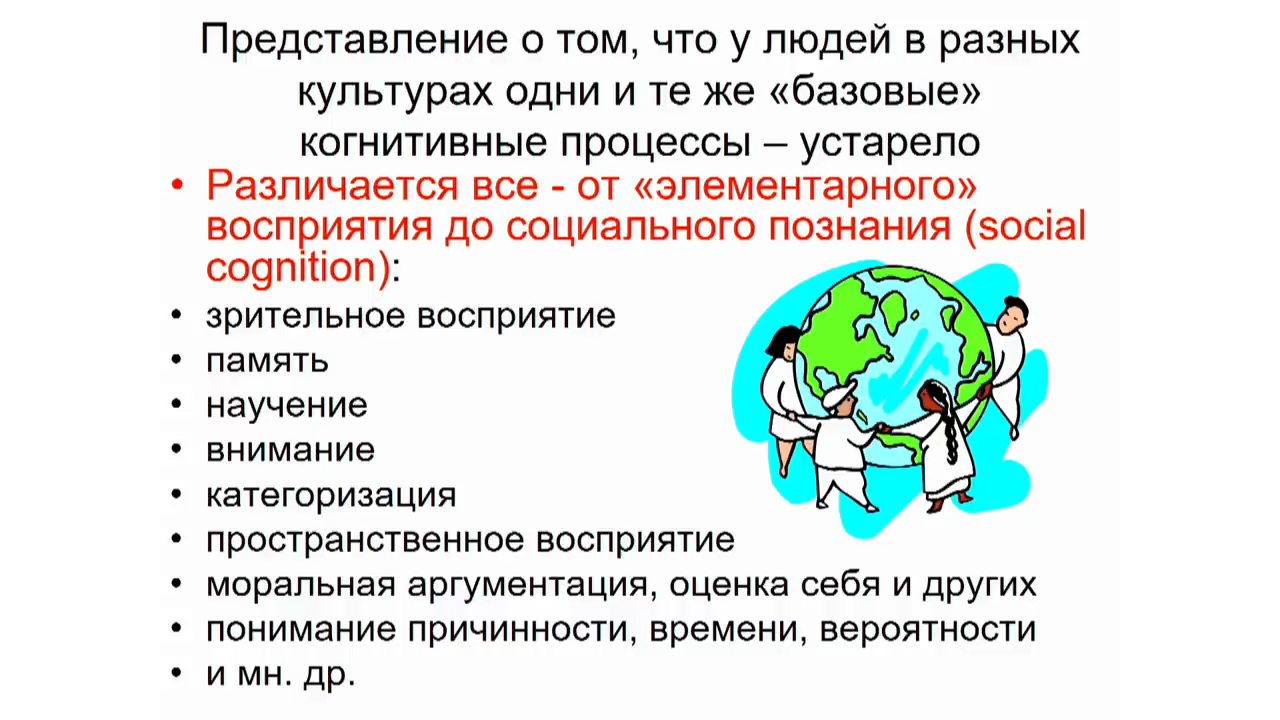 Представление о том, что у людей в разных
культурах одни и те же «базовые»
когнитивные процессы – устарело
• Различается все - от «элементарного»
восприятия до социального познания (social
cognition):
• зрительное восприятие
• память
• научение
• внимание
• категоризация
• пространственное восприятие
• моральная аргументация, оценка себя и других
• понимание причинности, времени, вероятности
• и мн. др.